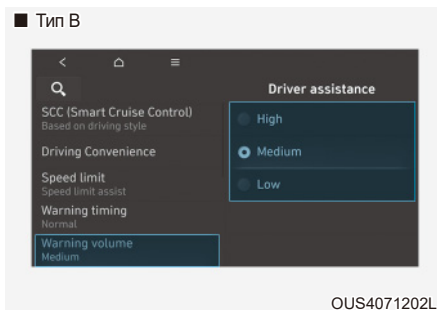 ■ Тип B
Driver assistance
SCC (Smart Cruise Control)
Based on driving style
Driving Convenience
Speed limit
Speed limit assist
Warning timing
Normal
Warning volume
Medium
High
Medium
Low
OUS4071202L